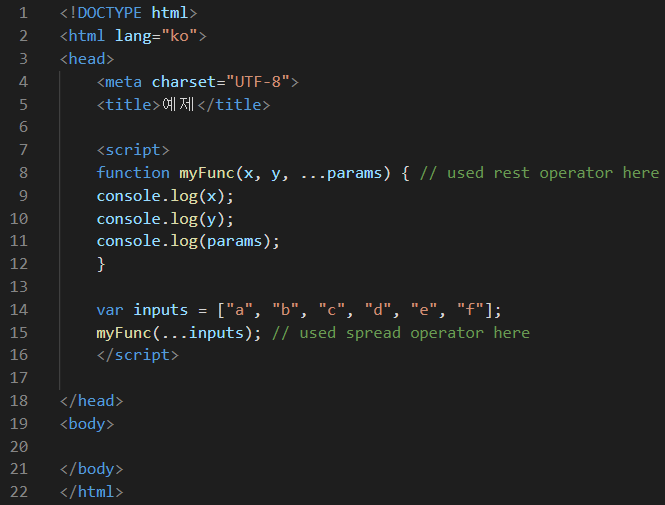 1 <!DOCTYPE html>
2 <html lang="ko">
3 <head>
4 <meta charset="UTF-8">
5 <title>예제</title>
6
7 <script>
8 function myFunc(x, y, ...params) { // used rest operator here
9 console.log(x);
10 console.log(y);
11 console.log(params);
12 }
13
14 var inputs = ["a", "b", "c", "d", "e", "f"];
15 myFunc(...inputs); // used spread operator here
16 </script>
17
18 </head>
19 <body>
20
21 </body>
22 </html>